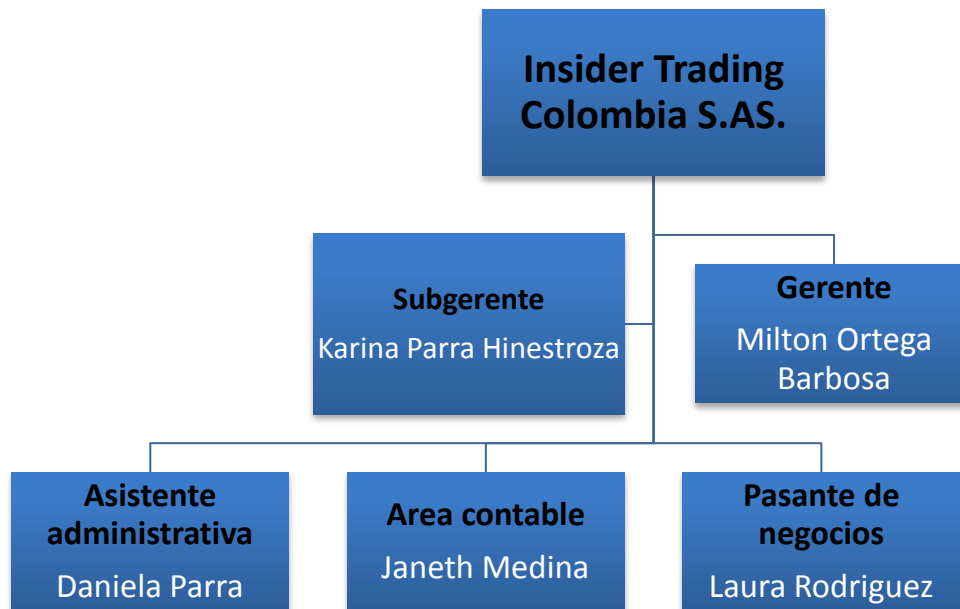 Insider Trading
Colombia S.AS.
Subgerente
Karina Parra Hinestroza
Gerente
Milton Ortega
Barbosa
Asistente
administrativa
Daniela Parra
Area contable
Janeth Medina
Pasante de
negocios
Laura Rodriguez